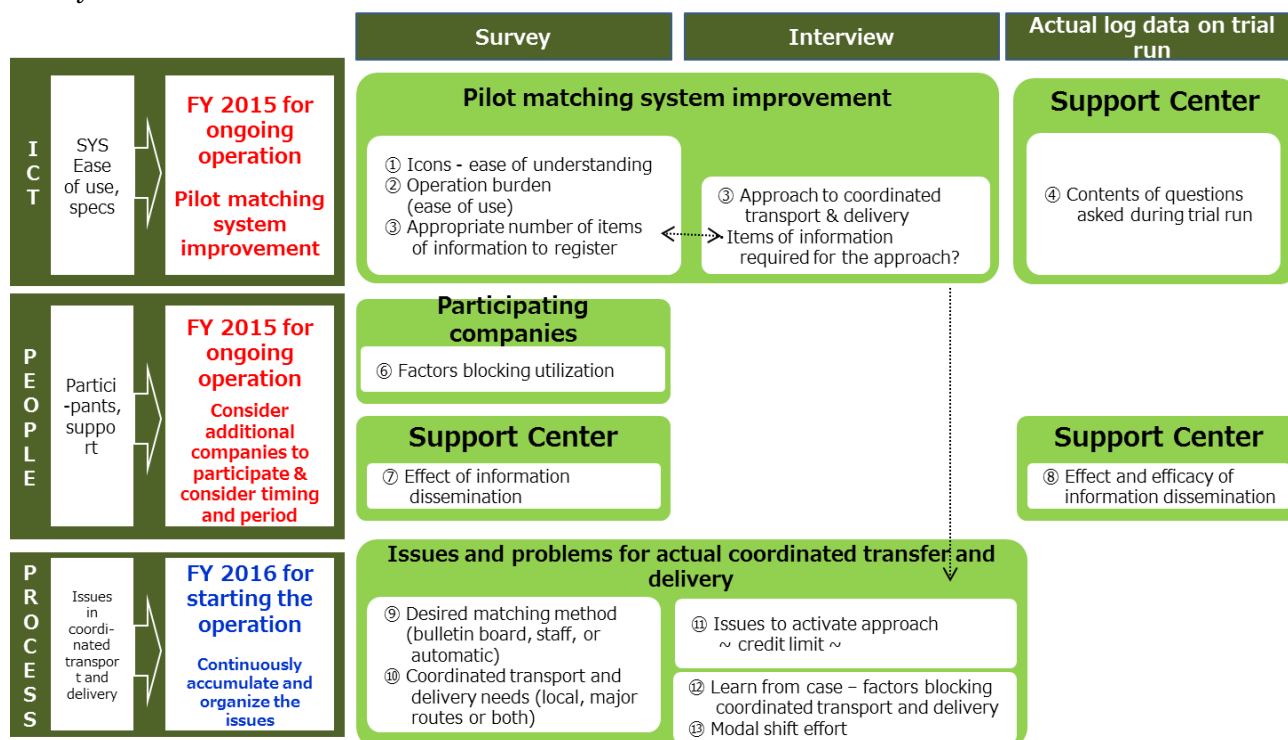 Survey
Interview
Actual log data on trial
run
ICT
SYS
Ease
of use,
specs
FY 2015 for
ongoing
operation
Pilot matching
system
improvement
Pilot matching system improvement
① Icons - ease of understanding
② Operation burden
(ease of use)
③ Appropriate number of items
of information to register
③ Approach to coordinated
transport & delivery
·Items of information
required for the approach?
Support Center
④ Contents of questions
asked during trial run
PEOPLE
Partici
-pants,
suppo
rt
FY 2015 for
ongoing
operation
Consider
additional
companies to
participate &
consider timing
and period
Participating
companies
⑥ Factors blocking utilization
Support Center
⑦ Effect of information
dissemination
Support Center
⑧ Effect and efficacy of
information dissemination
PROCESS
Issues
in
coordi-
nated
transpor
t and
delivery
FY 2016 for
starting the
operation
Continuously
accumulate and
organize the
issues
Issues and problems for actual coordinated transfer and
delivery
⑨ Desired matching method
(bulletin board, staff, or
automatic)
⑩ Coordinated transport and
delivery needs (local, major
routes or both)
⑪ Issues to activate approach
~ credit limit ~
⑫ Learn from case – factors blocking
coordinated transport and delivery
⑬ Modal shift effort